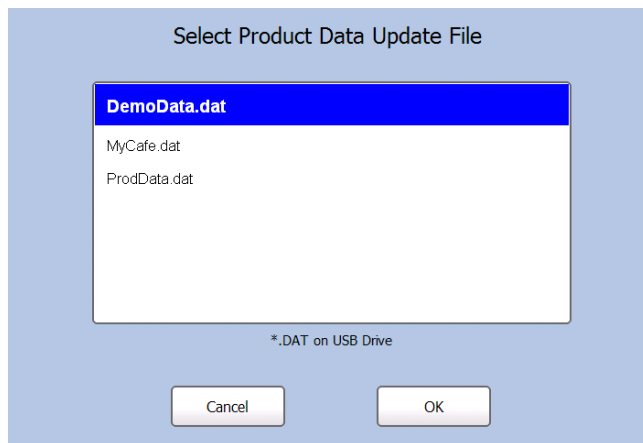 Select Product Data Update File
DemoData.dat
MyCafe.dat
ProdData.dat
*.DAT on USB Drive
Cancel OK